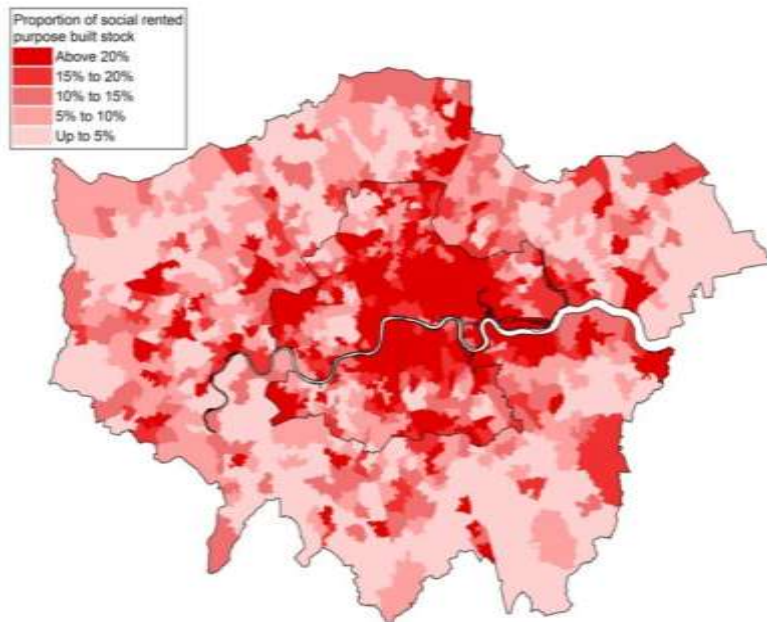 Proportion of social rented
purpose built stock
Above 20%
15% to 20%
10% to 15%
5% to 10%
Up to 5%